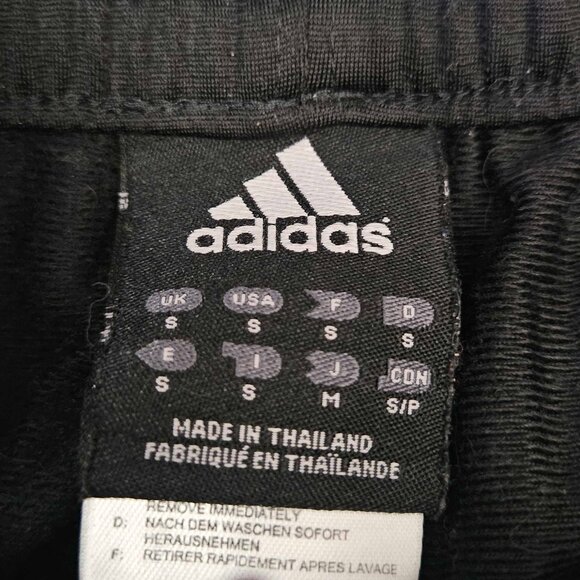 adidas
UK USA F D
S S S S
E I J CDN
S S M S/P
MADE IN THAILAND
FABRIQUÉ EN THAÏLANDE
REMOVE IMMEDIATELY
D: NACH DEM WASCHEN SOFORT
HERAUSNEHMEN
F: RETIRER RAPIDEMENT APRES LAVAGE